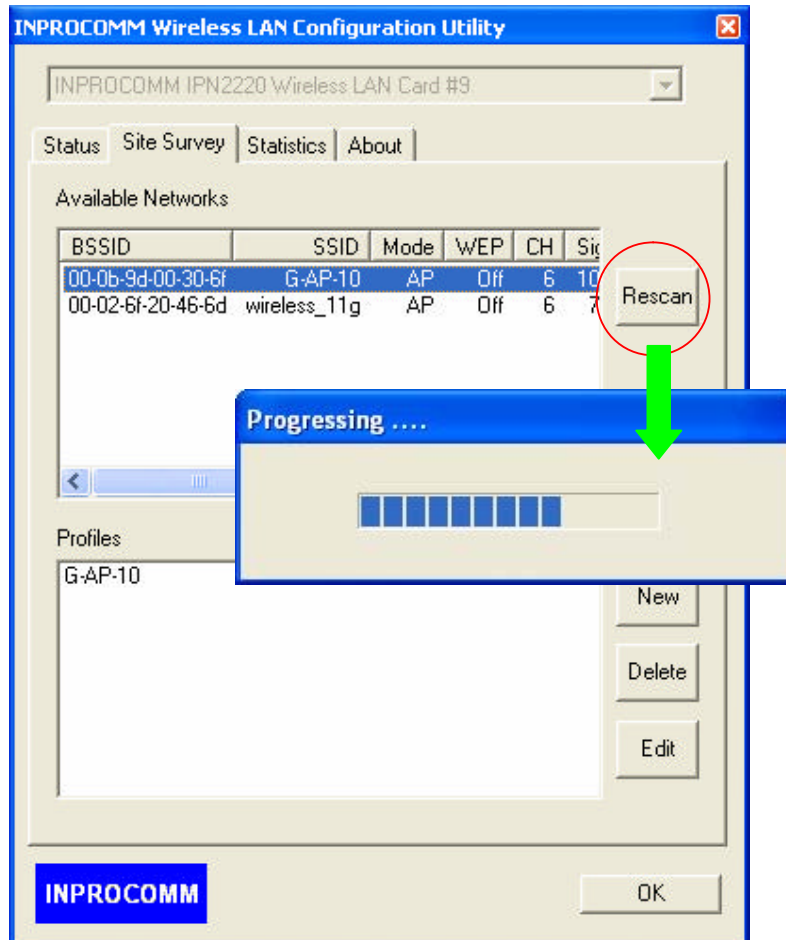 INPROCOMM Wireless LAN Configuration Utility
INPROCOMM IPN2220 Wireless LAN Card #9
Status Site Survey Statistics About
Available Networks
BSSID SSID Mode WEP CH
00-0b-9d-00-30-6f G-AP-10 AP Off 6 10
00-02-6f-20-46-6d wireless_11g AP Off 6 7
Rescan
Progressing ....
Profiles
G-AP-10
New
Delete
Edit
INPROCOMM
OK